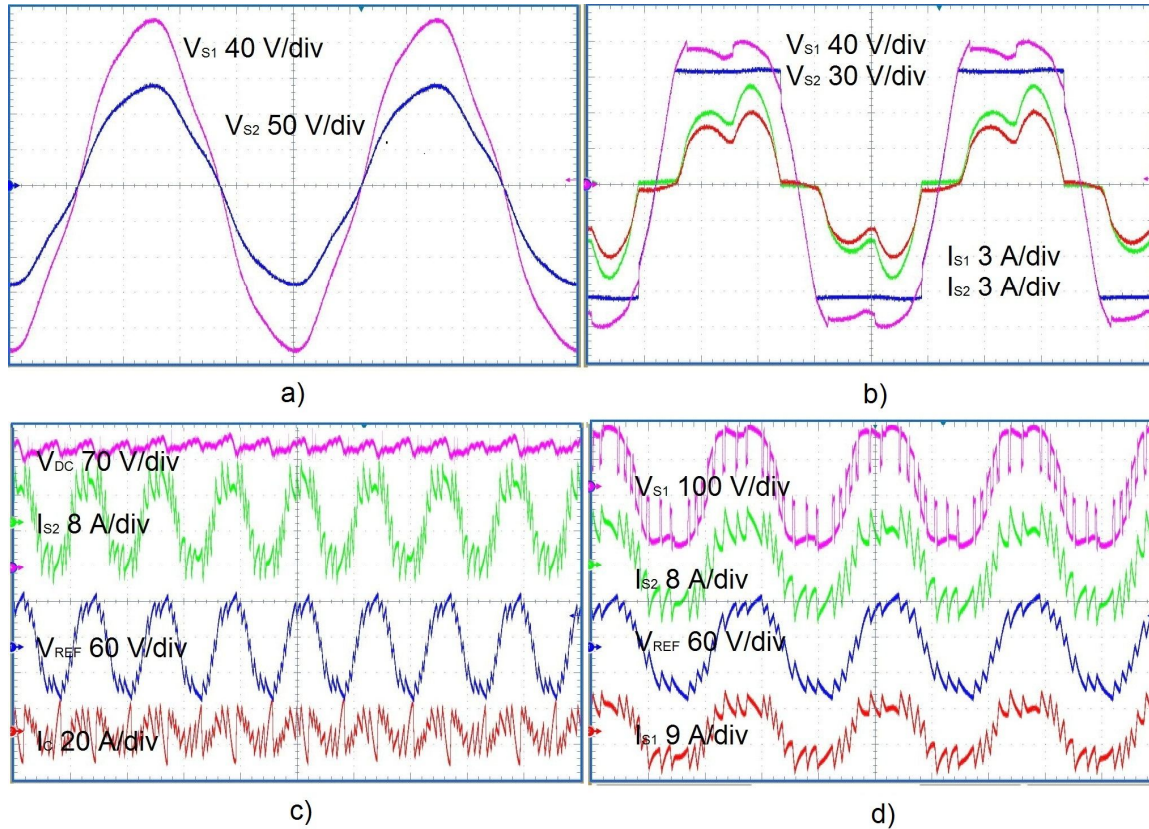 VS1 40 V/div
VS2 50 V/div
a)
VS1 40 V/div
VS2 30 V/div
IS1 3 A/div
IS2 3 A/div
b)
VDC 70 V/div
IS2 8 A/div
VREF 60 V/div
IC 20 A/div
c)
VS1 100 V/div
IS2 8 A/div
VREF 60 V/div
IS1 9 A/div
d)